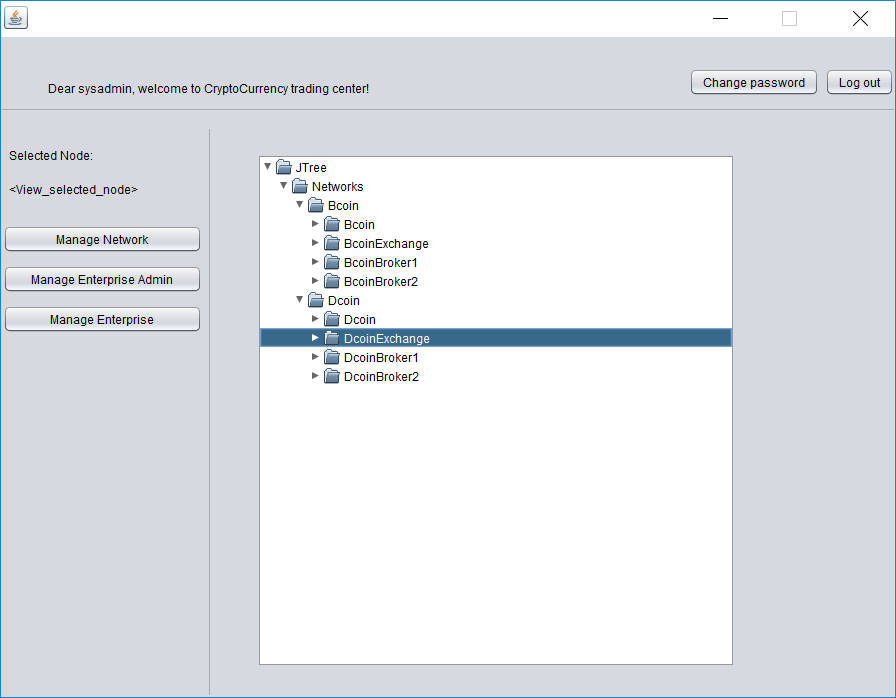 Dear sysadmin, welcome to CryptoCurrency trading center!
Change password
Log out
Selected Node:
<View_selected_node>
Manage Network
Manage Enterprise Admin
Manage Enterprise
JTree
Networks
Bcoin
Bcoin
BcoinExchange
BcoinBroker1
BcoinBroker2
Dcoin
Dcoin
DcoinExchange
DcoinBroker1
DcoinBroker2